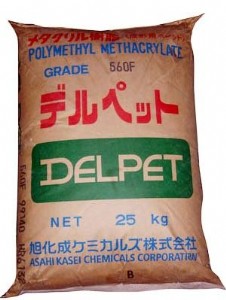 メタクリル樹脂
POLYMETHYL METHACRYLATE
GRADE 560F
デルペット
DELPET
NET 25 kg
旭化成ケミカルズ株式会社
ASAHI KASEI CHEMICALS CORPORATION
B